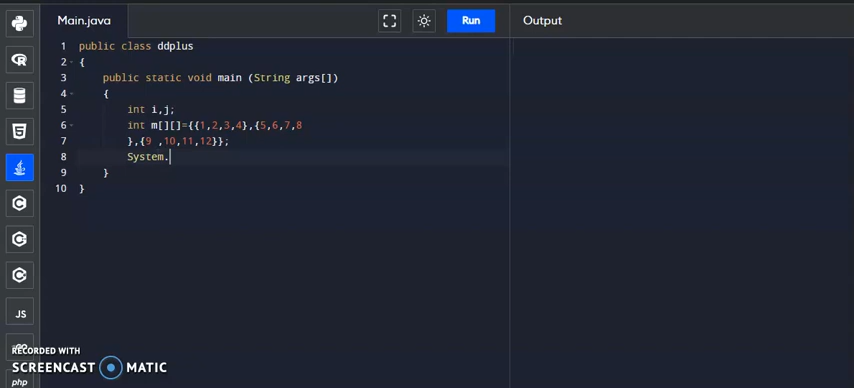 Main.java
Run
Output
1 public class ddplus
2 {
3 public static void main (String args[])
4 {
5 int i,j;
6 int m[][]={{1,2,3,4},{5,6,7,8
7 },{9 ,10,11,12}};
8 System.
9 }
10 }
JS
RECORDED WITH
SCREENCAST MATIC
php